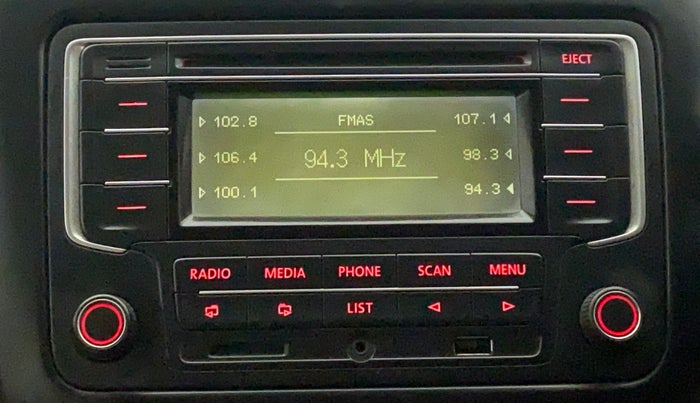 EJECT
102.8 FMAS 107.1
106.4 94.3 MHz 98.3
100.1 94.3
RADIO MEDIA PHONE SCAN MENU
LIST